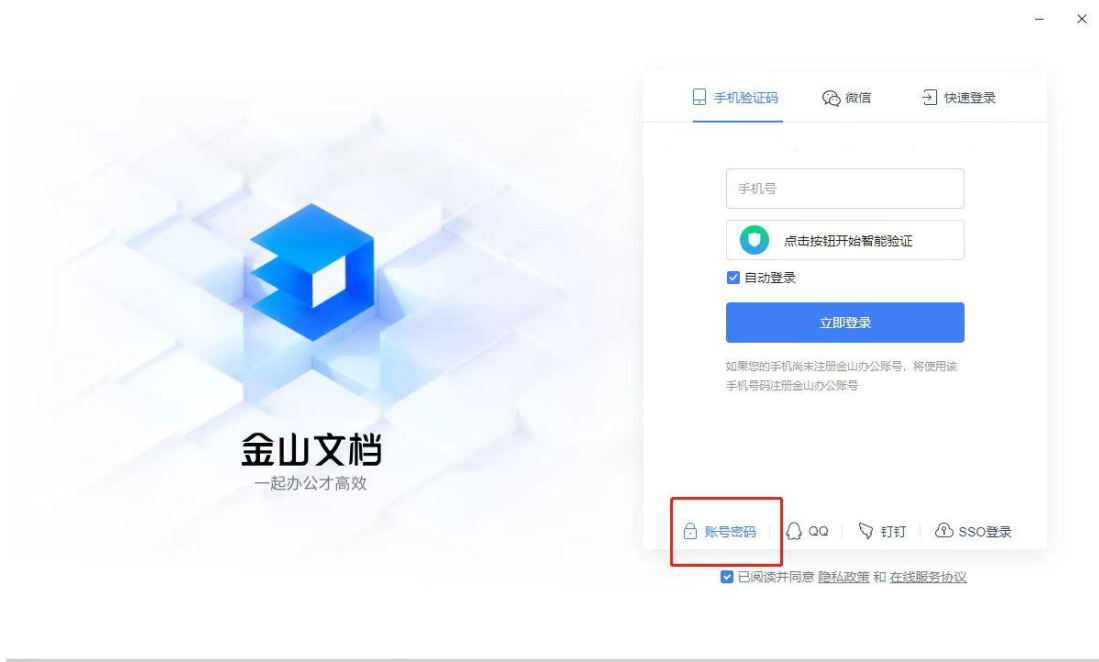 手机验证码 微信 快速登录
手机号
点击按钮开始智能验证
自动登录
立即登录
如果您的手机尚未注册金山办公账号，将使用该
手机号码注册金山办公账号
金山文档
一起办公才高效
账号密码 QQ 钉钉 SSO登录
已阅读并同意 隐私政策 和 在线服务协议